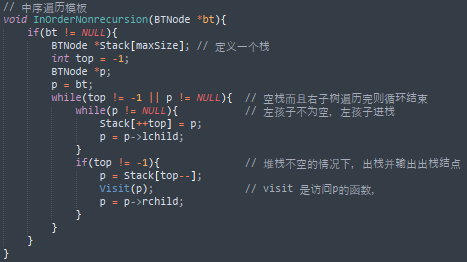 // 中序遍历模板
void InOrderNonrecursion(BTNode *bt){
    if(bt != NULL){
        BTNode *Stack[maxSize]; // 定义一个栈
        int top = -1;
        BTNode *p;
        p = bt;
        while(top != -1 || p != NULL){  // 空栈而且右子树遍历完则循环结束
            while(p != NULL){           // 左孩子不为空，左孩子进栈
                Stack[++top] = p;
                p = p->lchild;
            }
            if(top != -1){              // 堆栈不空的情况下，出栈并输出出栈结点
                p = Stack[top--];
                Visit(p);               // visit 是访问p的函数，
                p = p->rchild;
            }
        }
    }
}